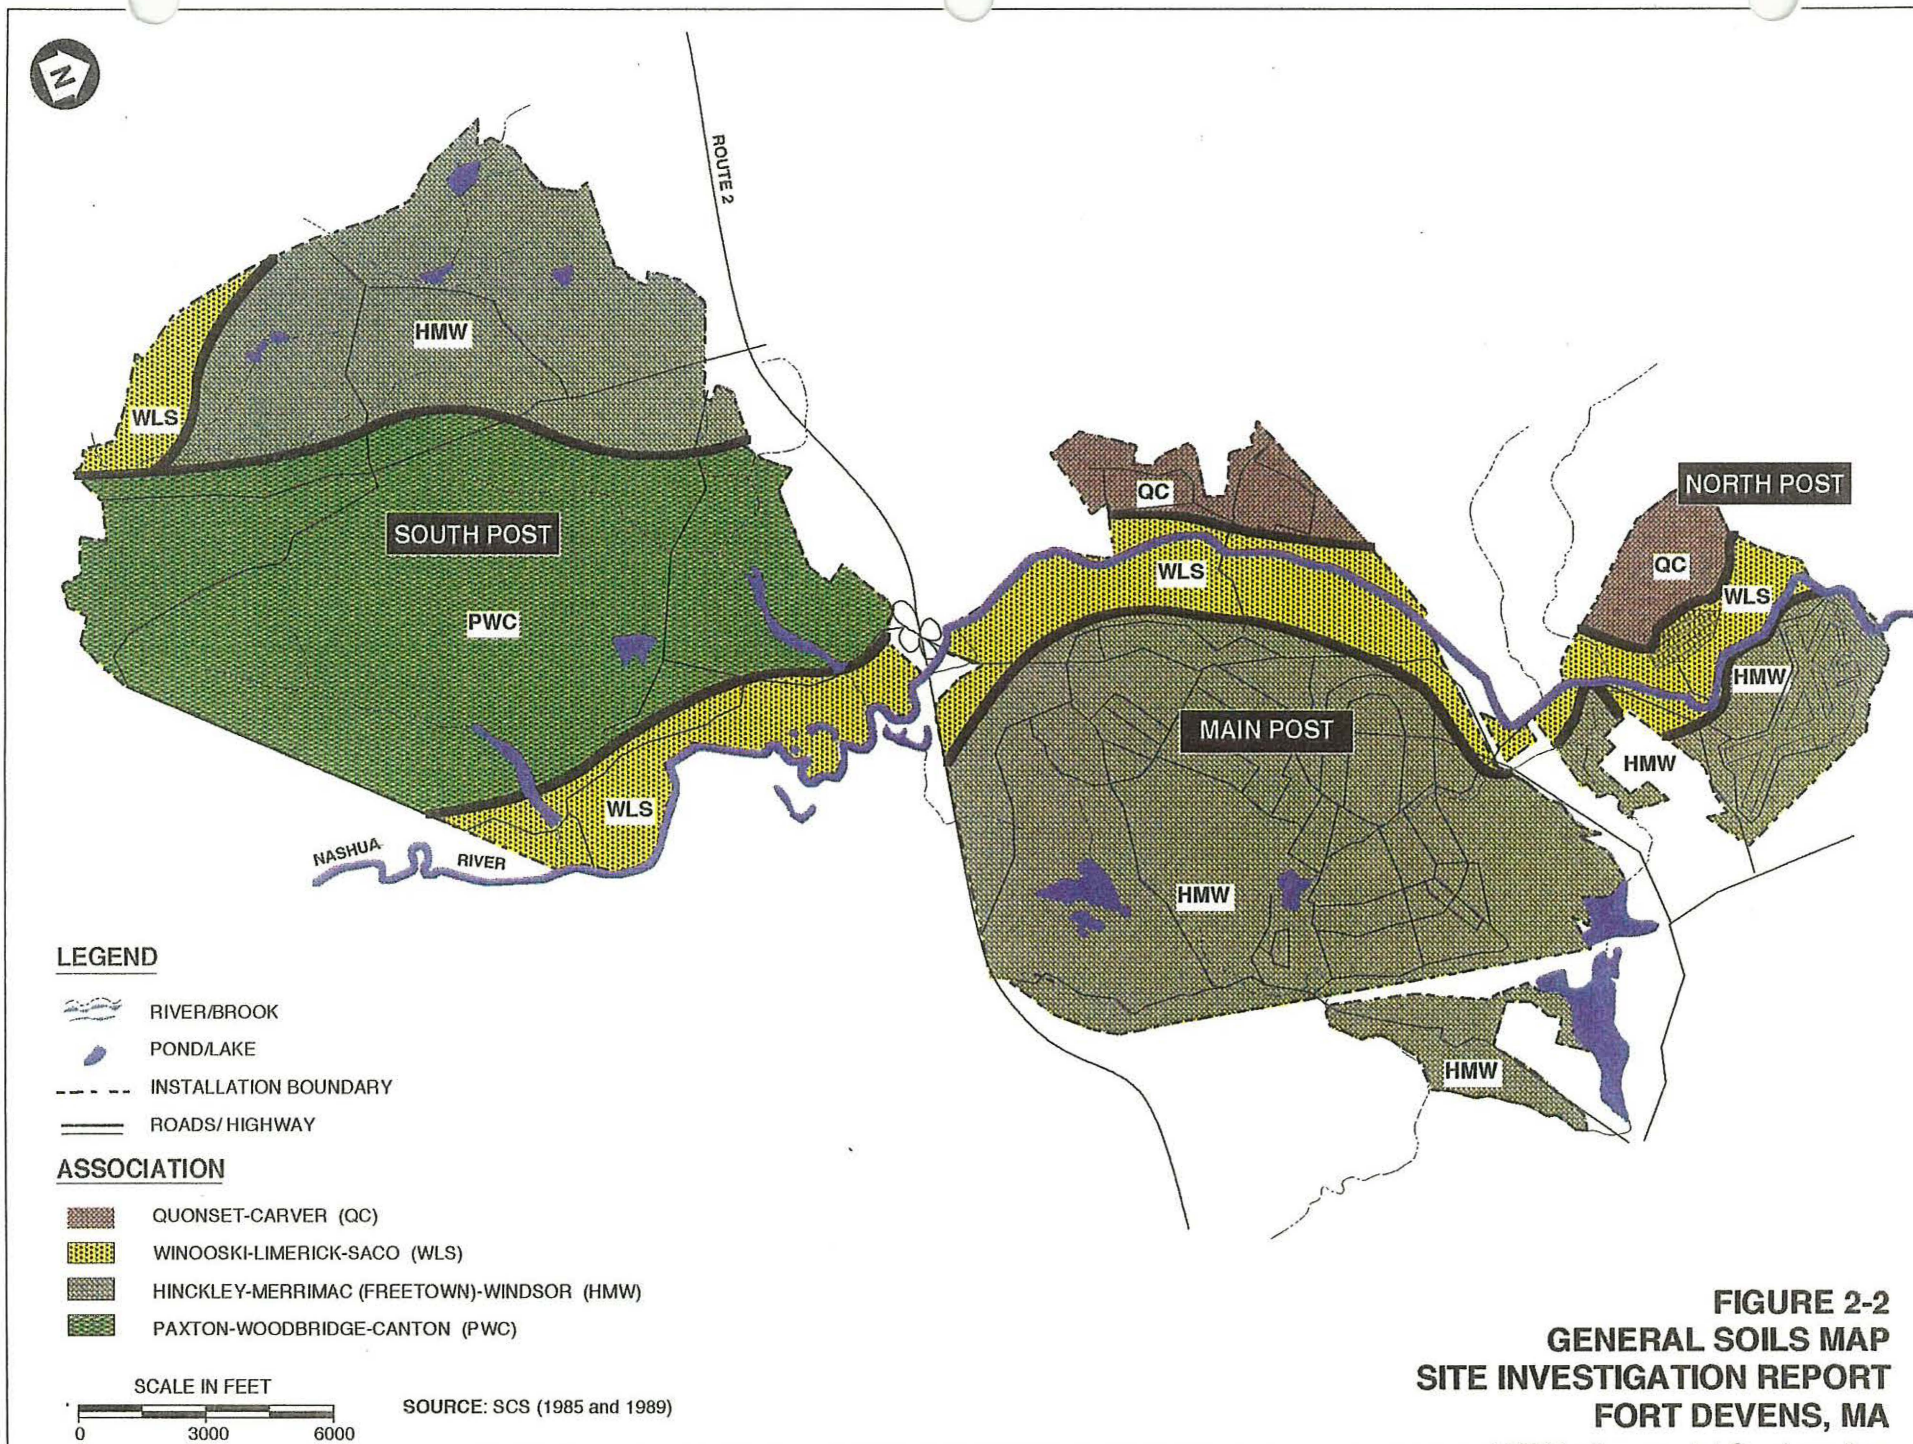 N
ROUTE 2
HMW
WLS
SOUTH POST
PWC
WLS
NASHUA RIVER
QC
WLS
MAIN POST
HMW
HMW
NORTH POST
QC
WLS
HMW
HMW
LEGEND
RIVER/BROOK
POND/LAKE
INSTALLATION BOUNDARY
ROADS/ HIGHWAY
ASSOCIATION
QUONSET-CARVER (QC)
WINOOSKI-LIMERICK-SACO (WLS)
HINCKLEY-MERRIMAC (FREETOWN)-WINDSOR (HMW)
PAXTON-WOODBRIDGE-CANTON (PWC)
SCALE IN FEET
0 3000 6000
SOURCE: SCS (1985 and 1989)
FIGURE 2-2
GENERAL SOILS MAP
SITE INVESTIGATION REPORT
FORT DEVENS, MA